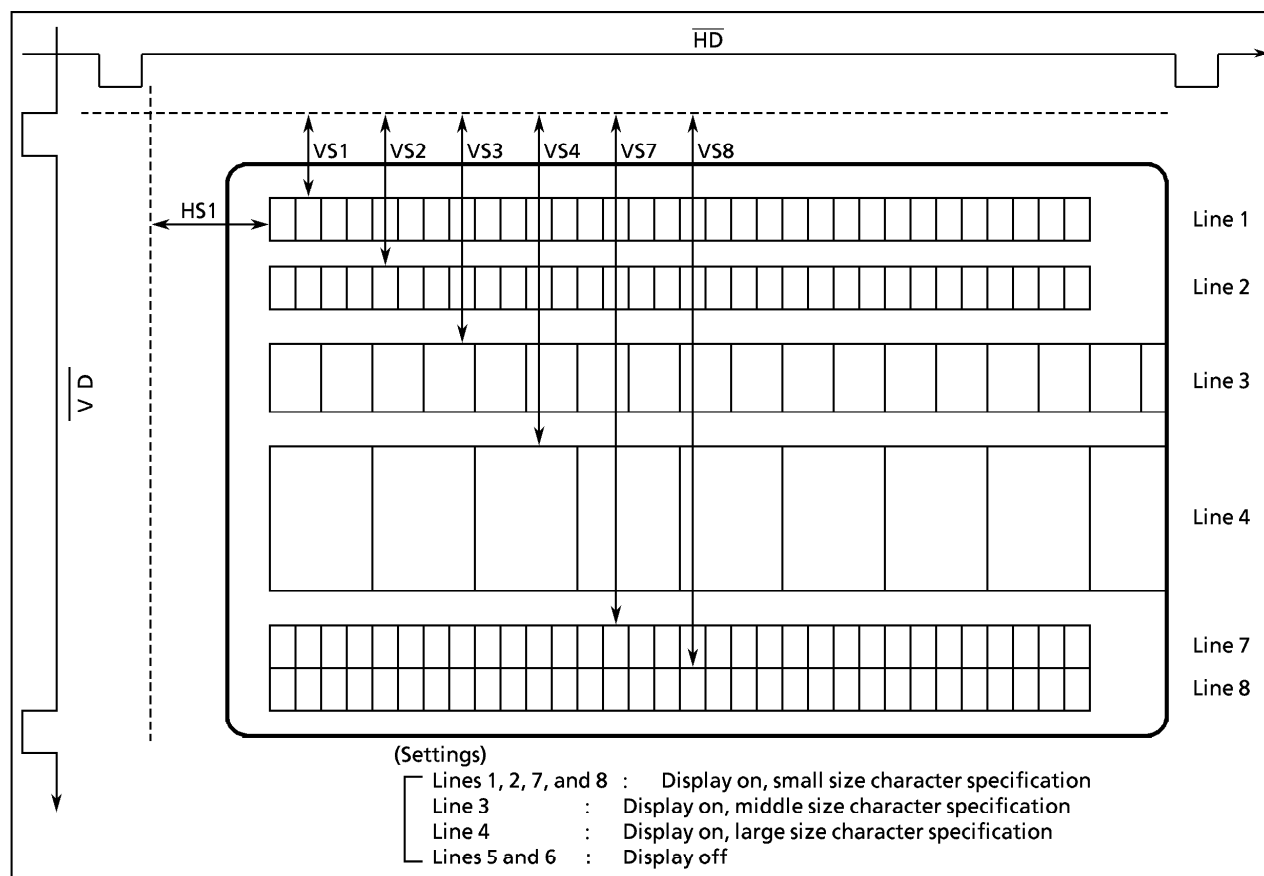 HD
VS1 VS2 VS3 VS4 VS7 VS8
HS1
Line 1
Line 2
Line 3
VD
Line 4
Line 7
Line 8
(Settings)
Lines 1, 2, 7, and 8 : Display on, small size character specification
Line 3 : Display on, middle size character specification
Line 4 : Display on, large size character specification
Lines 5 and 6 : Display off